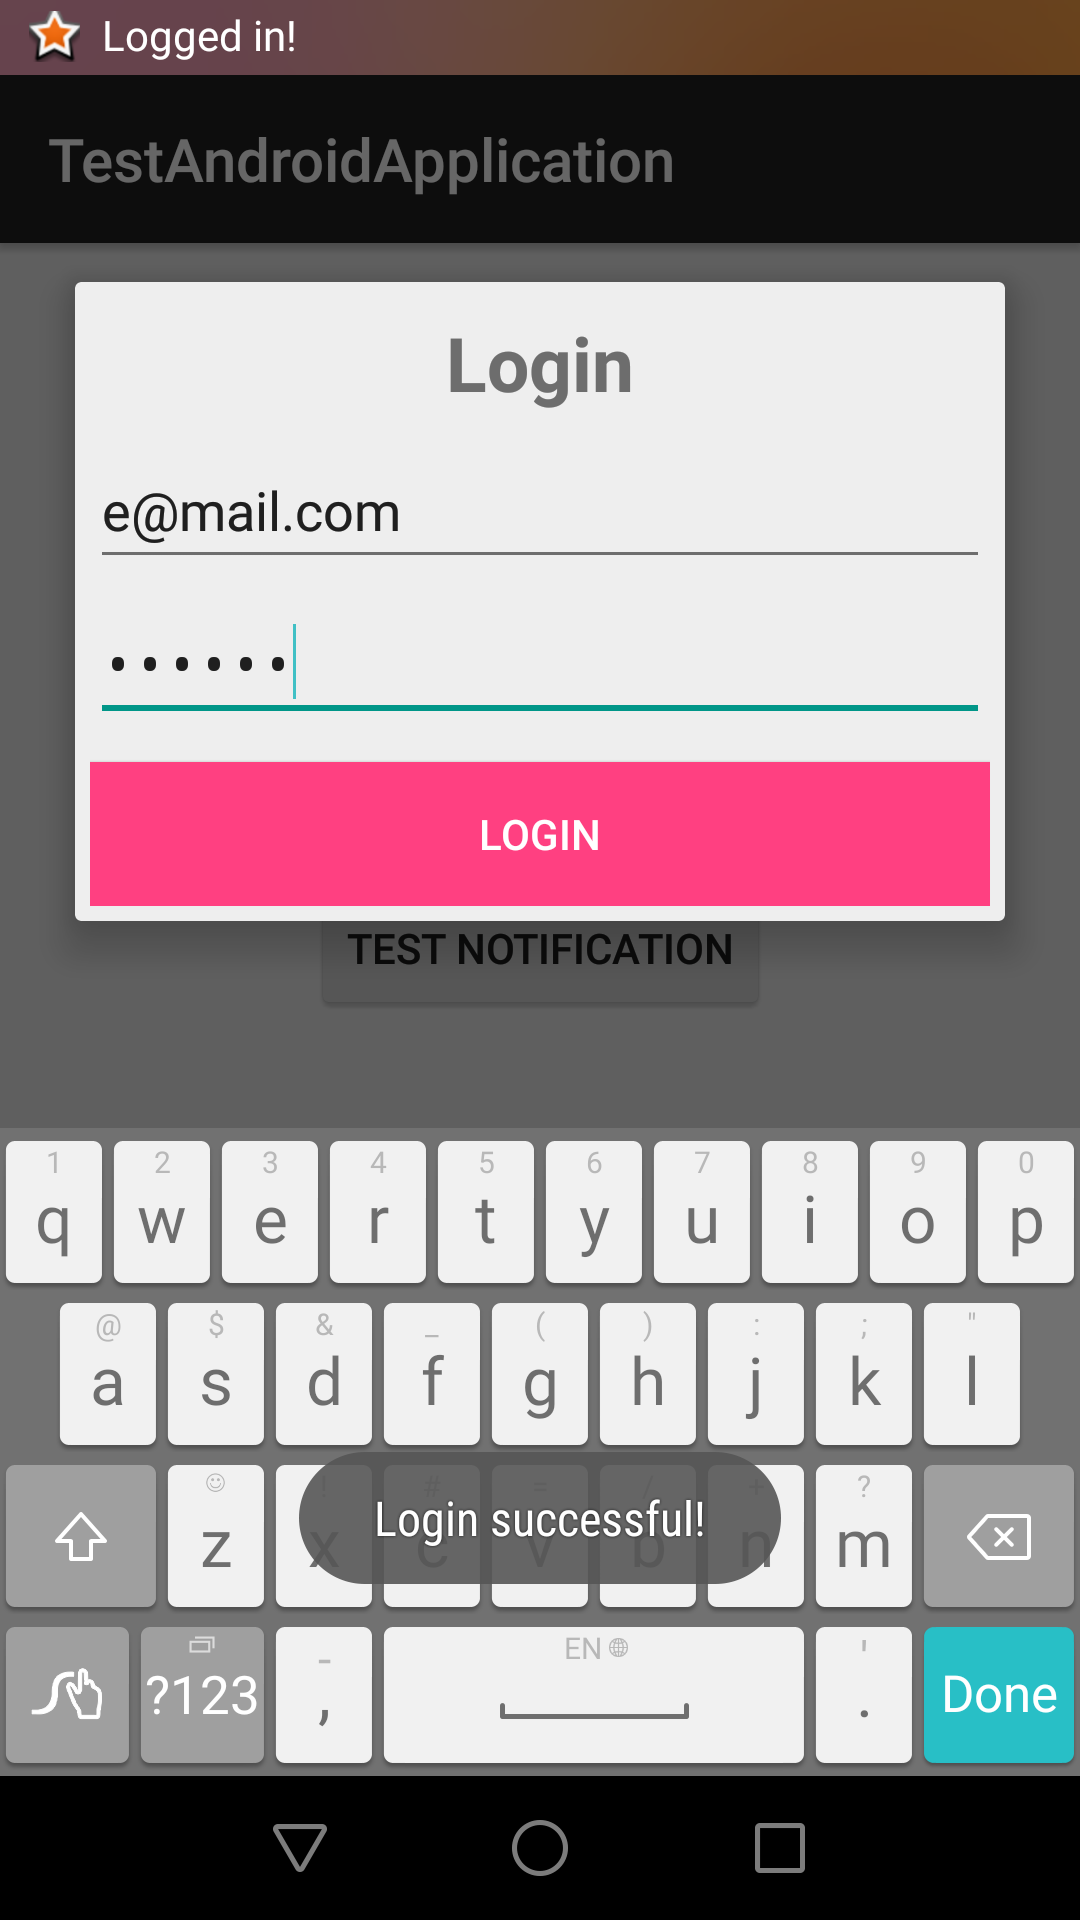 Logged in!
TestAndroidApplication
Login
e@mail.com
••••••
LOGIN
TEST NOTIFICATION
1 2 3 4 5 6 7 8 9 0
q w e r t y u i o p
@ $ & _ ( ) : ; "
a s d f g h j k l
! # = / + ?
z x c v b n m
Login successful!
EN
?123 - , ' . Done